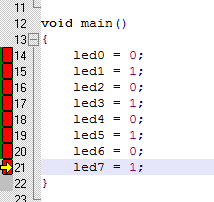 11
12 void main()
13 {
14 led0 = 0;
15 led1 = 1;
16 led2 = 0;
17 led3 = 1;
18 led4 = 0;
19 led5 = 1;
20 led6 = 0;
21 led7 = 1;
22 }
23